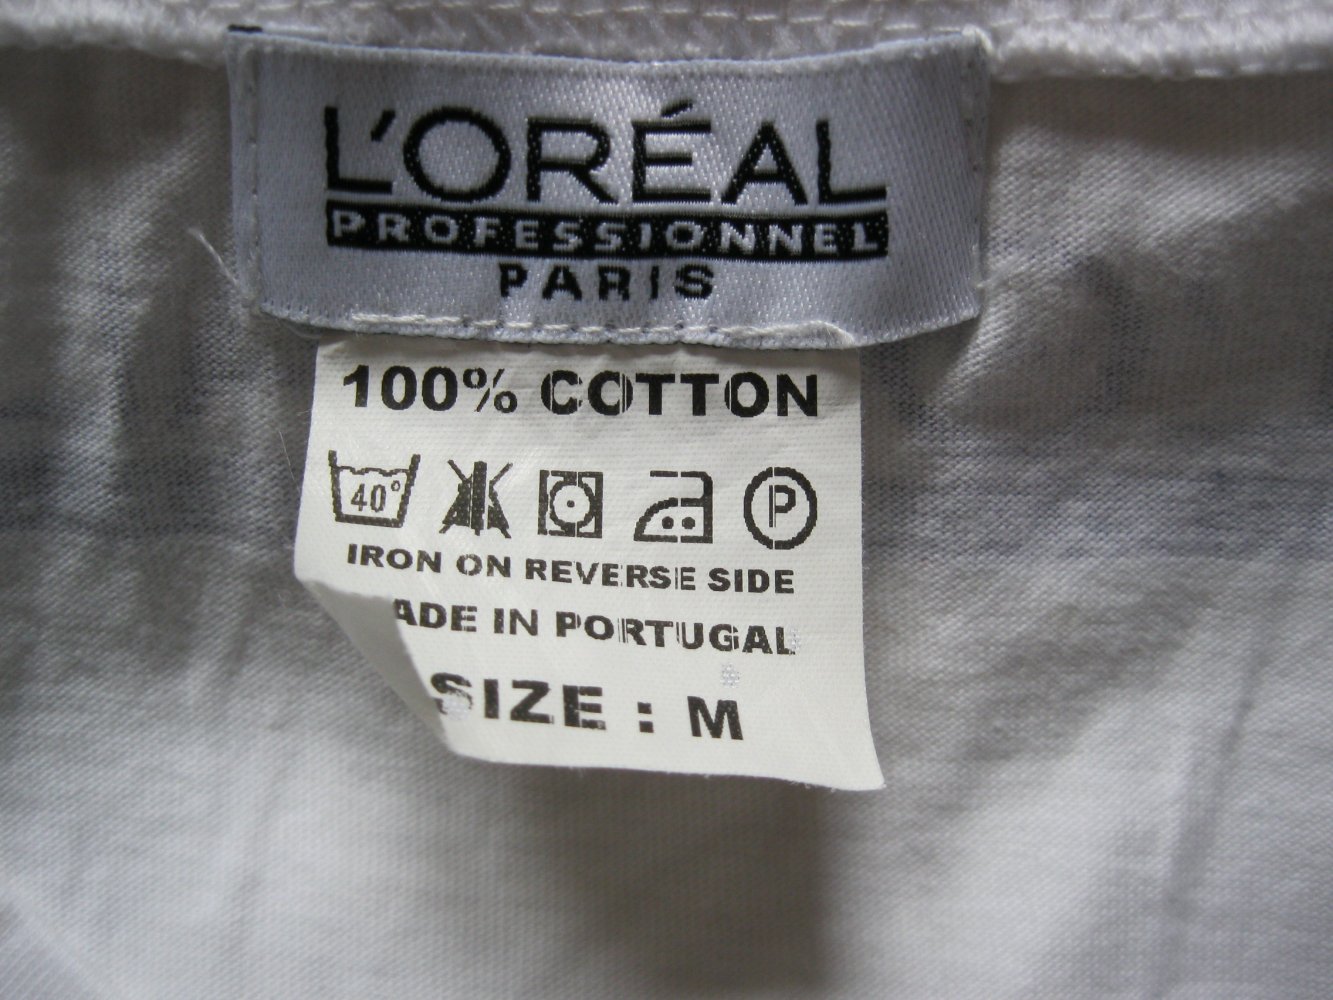 L'ORÉAL
PROFESSIONNEL
PARIS
100% COTTON
40° P
IRON ON REVERSE SIDE
ADE IN PORTUGAL
SIZE : M